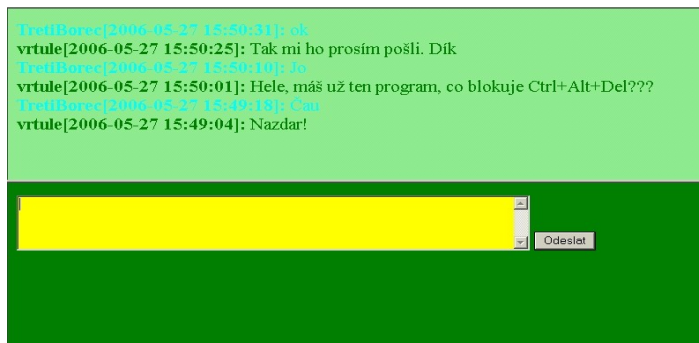 TretiBorec[2006-05-27 15:50:31]: ok
vrtule[2006-05-27 15:50:25]: Tak mi ho prosím pošli. Dík
TretiBorec[2006-05-27 15:50:10]: Jo
vrtule[2006-05-27 15:50:01]: Hele, máš už ten program, co blokuje Ctrl+Alt+Del???
TretiBorec[2006-05-27 15:49:18]: Čau
vrtule[2006-05-27 15:49:04]: Nazdar!
Odeslat